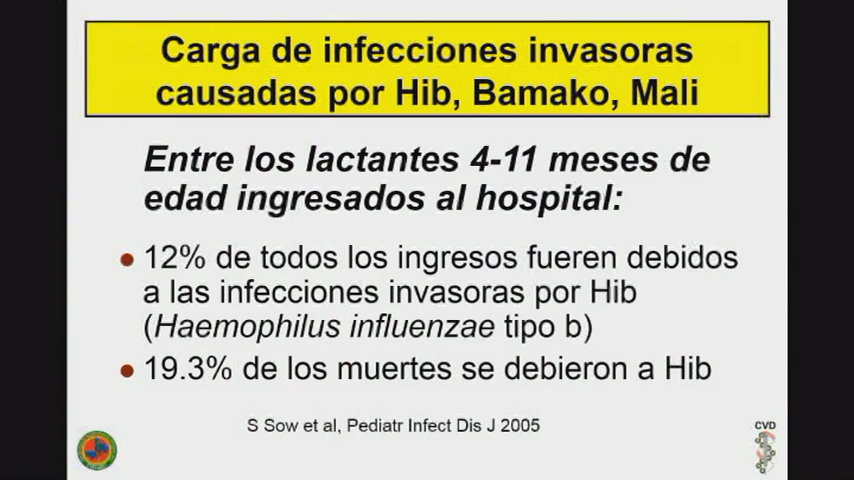 Carga de infecciones invasoras
causadas por Hib, Bamako, Mali
Entre los lactantes 4-11 meses de
edad ingresados al hospital:
12% de todos los ingresos fueren debidos
a las infecciones invasoras por Hib
(Haemophilus influenzae tipo b)
19.3% de los muertes se debieron a Hib
S Sow et al, Pediatr Infect Dis J 2005
CVD